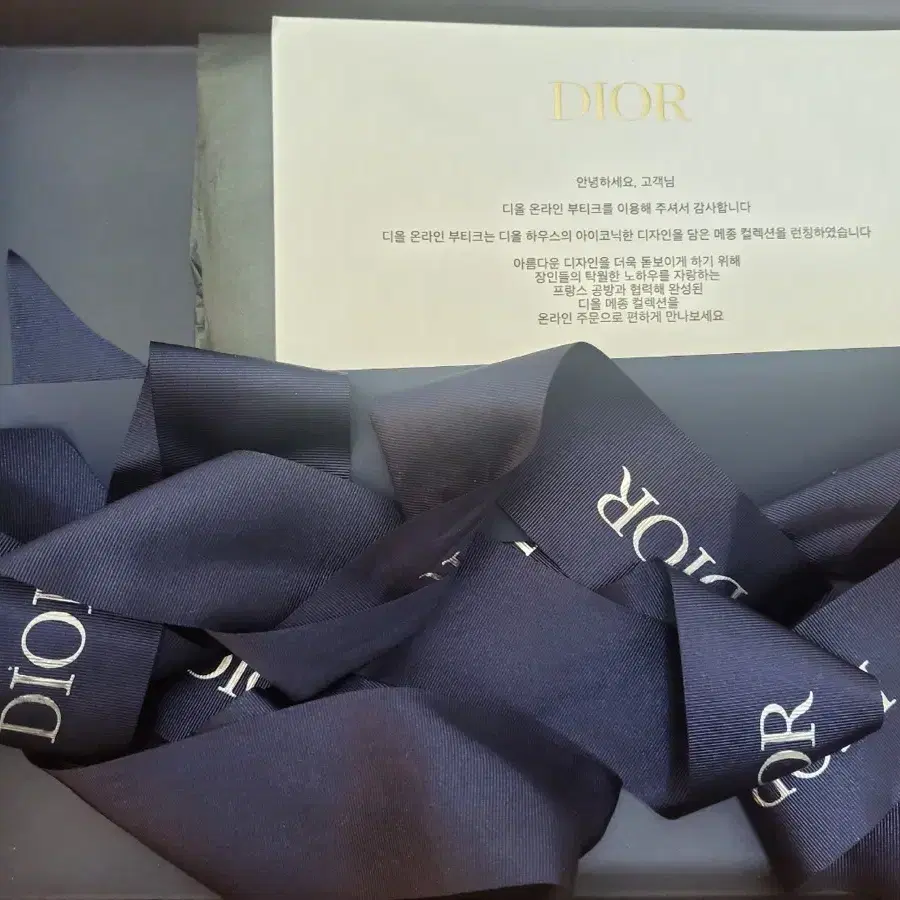 DIOR
안녕하세요, 고객님
디올 온라인 부티크를 이용해 주셔서 감사합니다
디올 온라인 부티크는 디올 하우스의 아이코닉한 디자인을 담은 메종 컬렉션을 런칭하였습니다
아름다운 디자인을 더욱 돋보이게 하기 위해
장인들의 탁월한 노하우를 자랑하는
프랑스 공방과 협력해 완성된
디올 메종 컬렉션을
온라인 주문으로 편하게 만나보세요
DIOR
DIOR
IOR